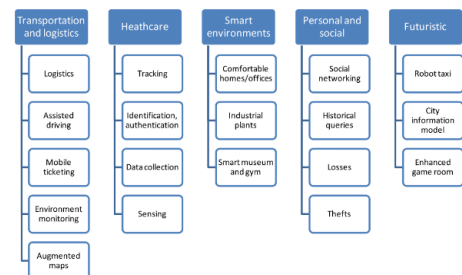 Transportation
and logistics
Logistics
Assisted
driving
Mobile
ticketing
Environment
monitoring
Augmented
maps
Heathcare
Tracking
Identification,
authentication
Data collection
Sensing
Smart
environments
Comfortable
homes/offices
Industrial
plants
Smart museum
and gym
Personal and
social
Social
networking
Historical
queries
Losses
Thefts
Futuristic
Robot taxi
City
information
model
Enhanced
game room